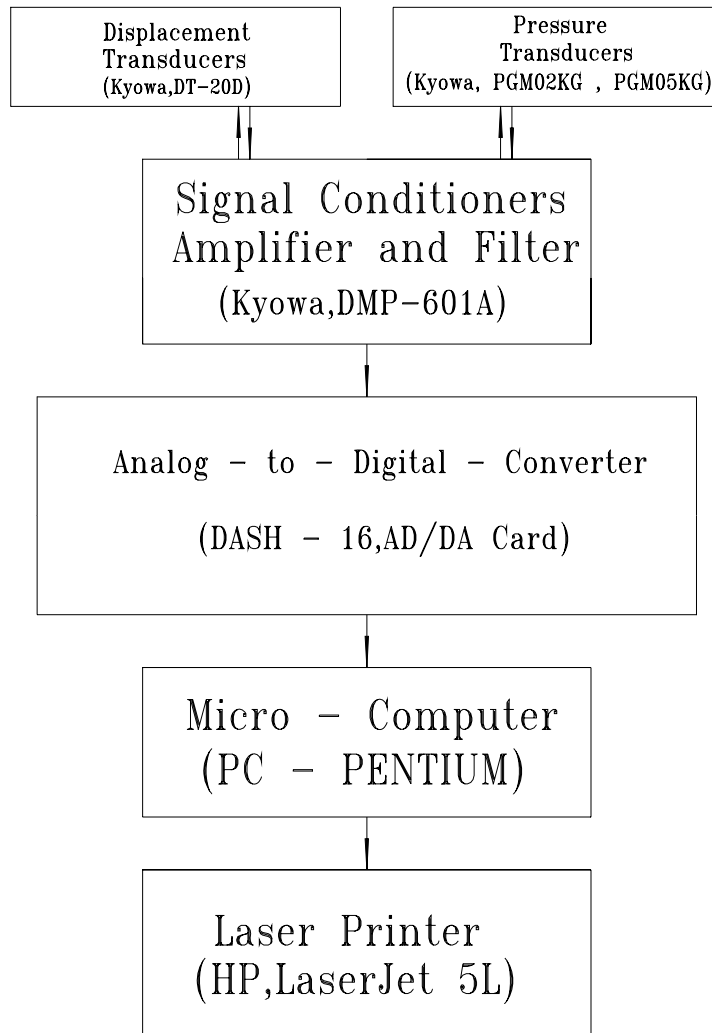 Displacement
Transducers
(Kyowa,DT-20D)
Pressure
Transducers
(Kyowa, PGM02KG , PGM05KG)
Signal Conditioners
Amplifier and Filter
(Kyowa,DMP-601A)
Analog - to - Digital - Converter
(DASH - 16,AD/DA Card)
Micro - Computer
(PC - PENTIUM)
Laser Printer
(HP,LaserJet 5L)